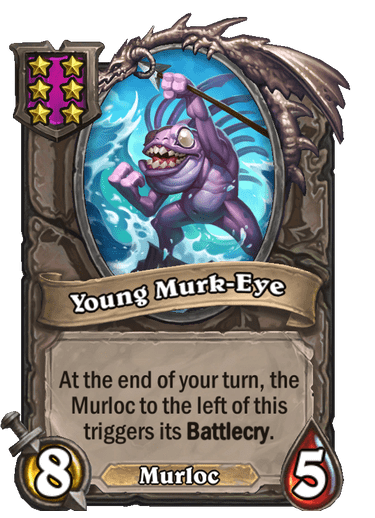 Young Murk-Eye
At the end of your turn, the
Murloc to the left of this
triggers its Battlecry.
8
Murloc
5